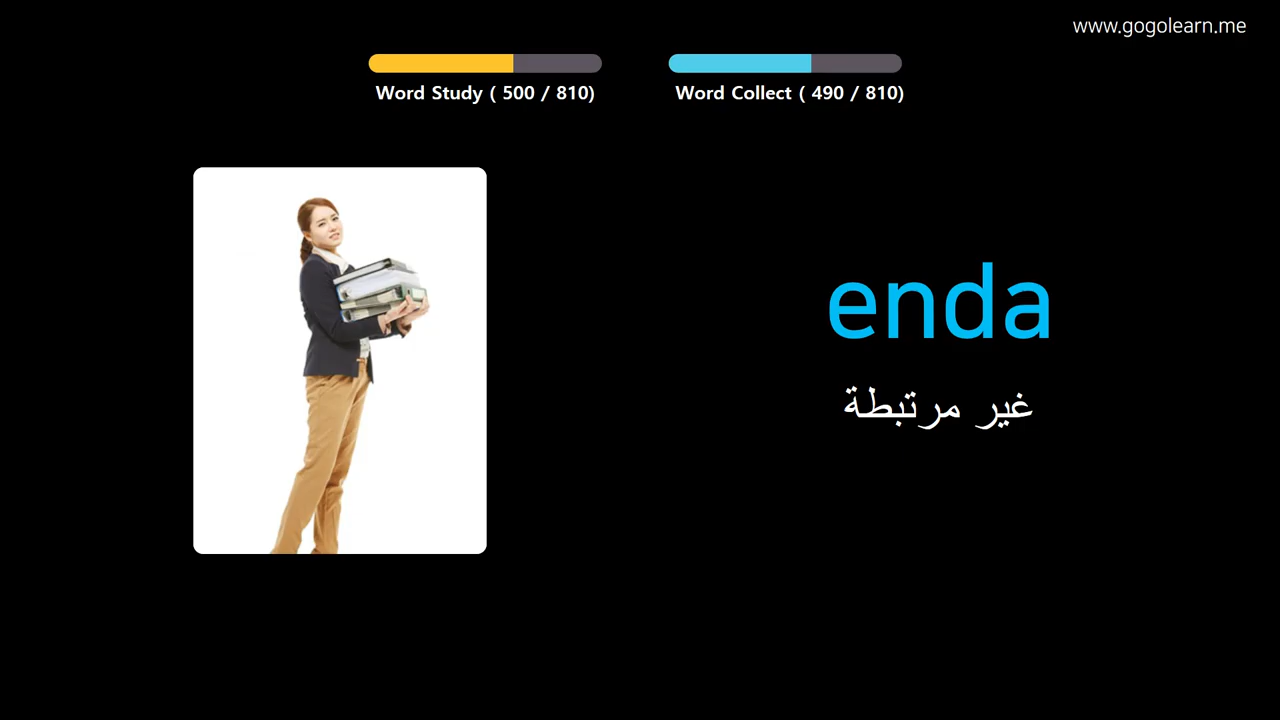 www.gogolearn.me
Word Study ( 500 / 810)
Word Collect ( 490 / 810)
enda
غير مرتبطة